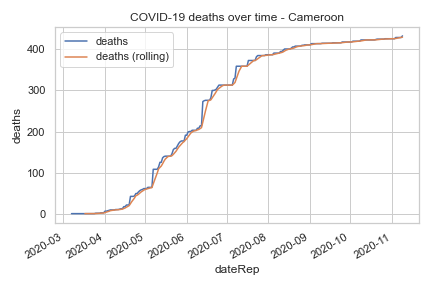 COVID-19 deaths over time - Cameroon
deaths
deaths (rolling)
deaths
400
300
200
100
0
2020-03
2020-04
2020-05
2020-06
2020-07
2020-08
2020-09
2020-10
2020-11
dateRep